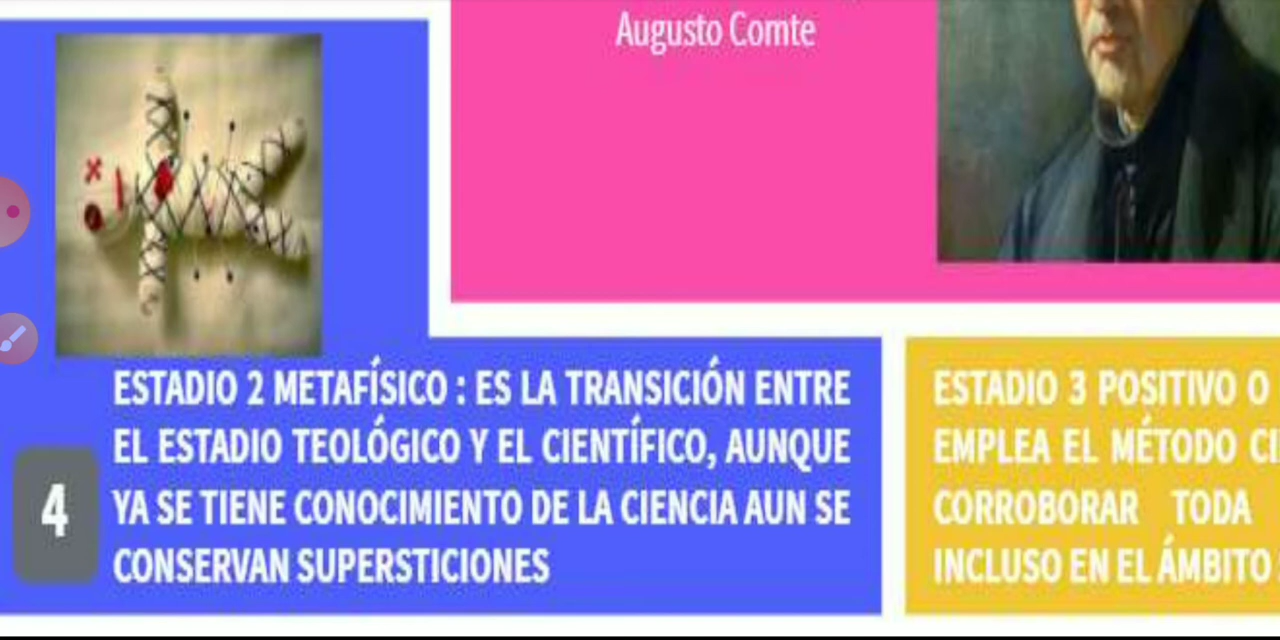 Augusto Comte
ESTADIO 2 METAFÍSICO : ES LA TRANSICIÓN ENTRE
EL ESTADIO TEOLÓGICO Y EL CIENTÍFICO, AUNQUE
YA SE TIENE CONOCIMIENTO DE LA CIENCIA AUN SE
CONSERVAN SUPERSTICIONES
4
ESTADIO 3 POSITIVO O
EMPLEA EL MÉTODO
CORROBORAR TODA
INCLUSO EN EL ÁMBITO